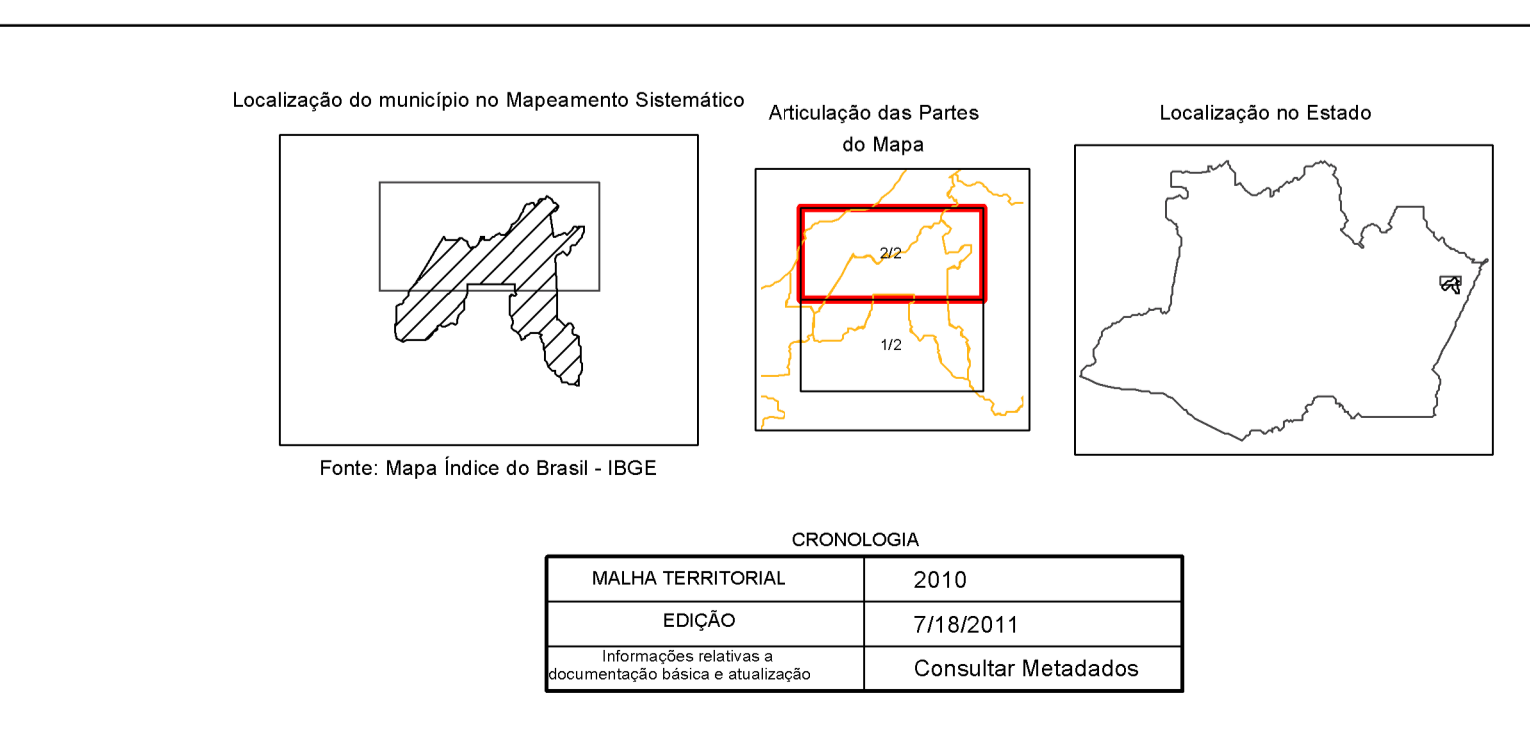 Localização do município no Mapeamento Sistemático
Fonte: Mapa Índice do Brasil - IBGE
Articulação das Partes
do Mapa
2/2
1/2
Localização no Estado
CRONOLOGIA
MALHA TERRITORIAL 2010
EDIÇÃO 7/18/2011
Informações relativas a
documentação básica e atualização Consultar Metadados